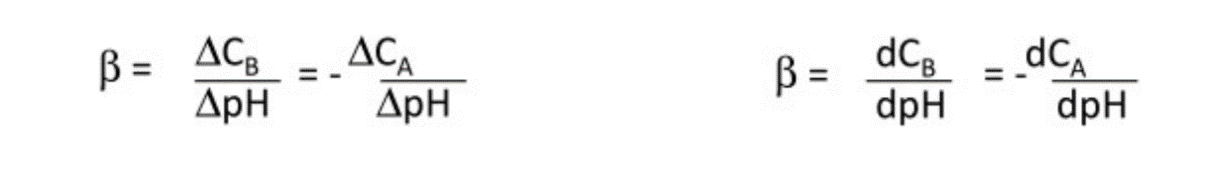 β = ΔC_B/ΔpH = - ΔC_A/ΔpH
β = dC_B/dpH = - dC_A/dpH